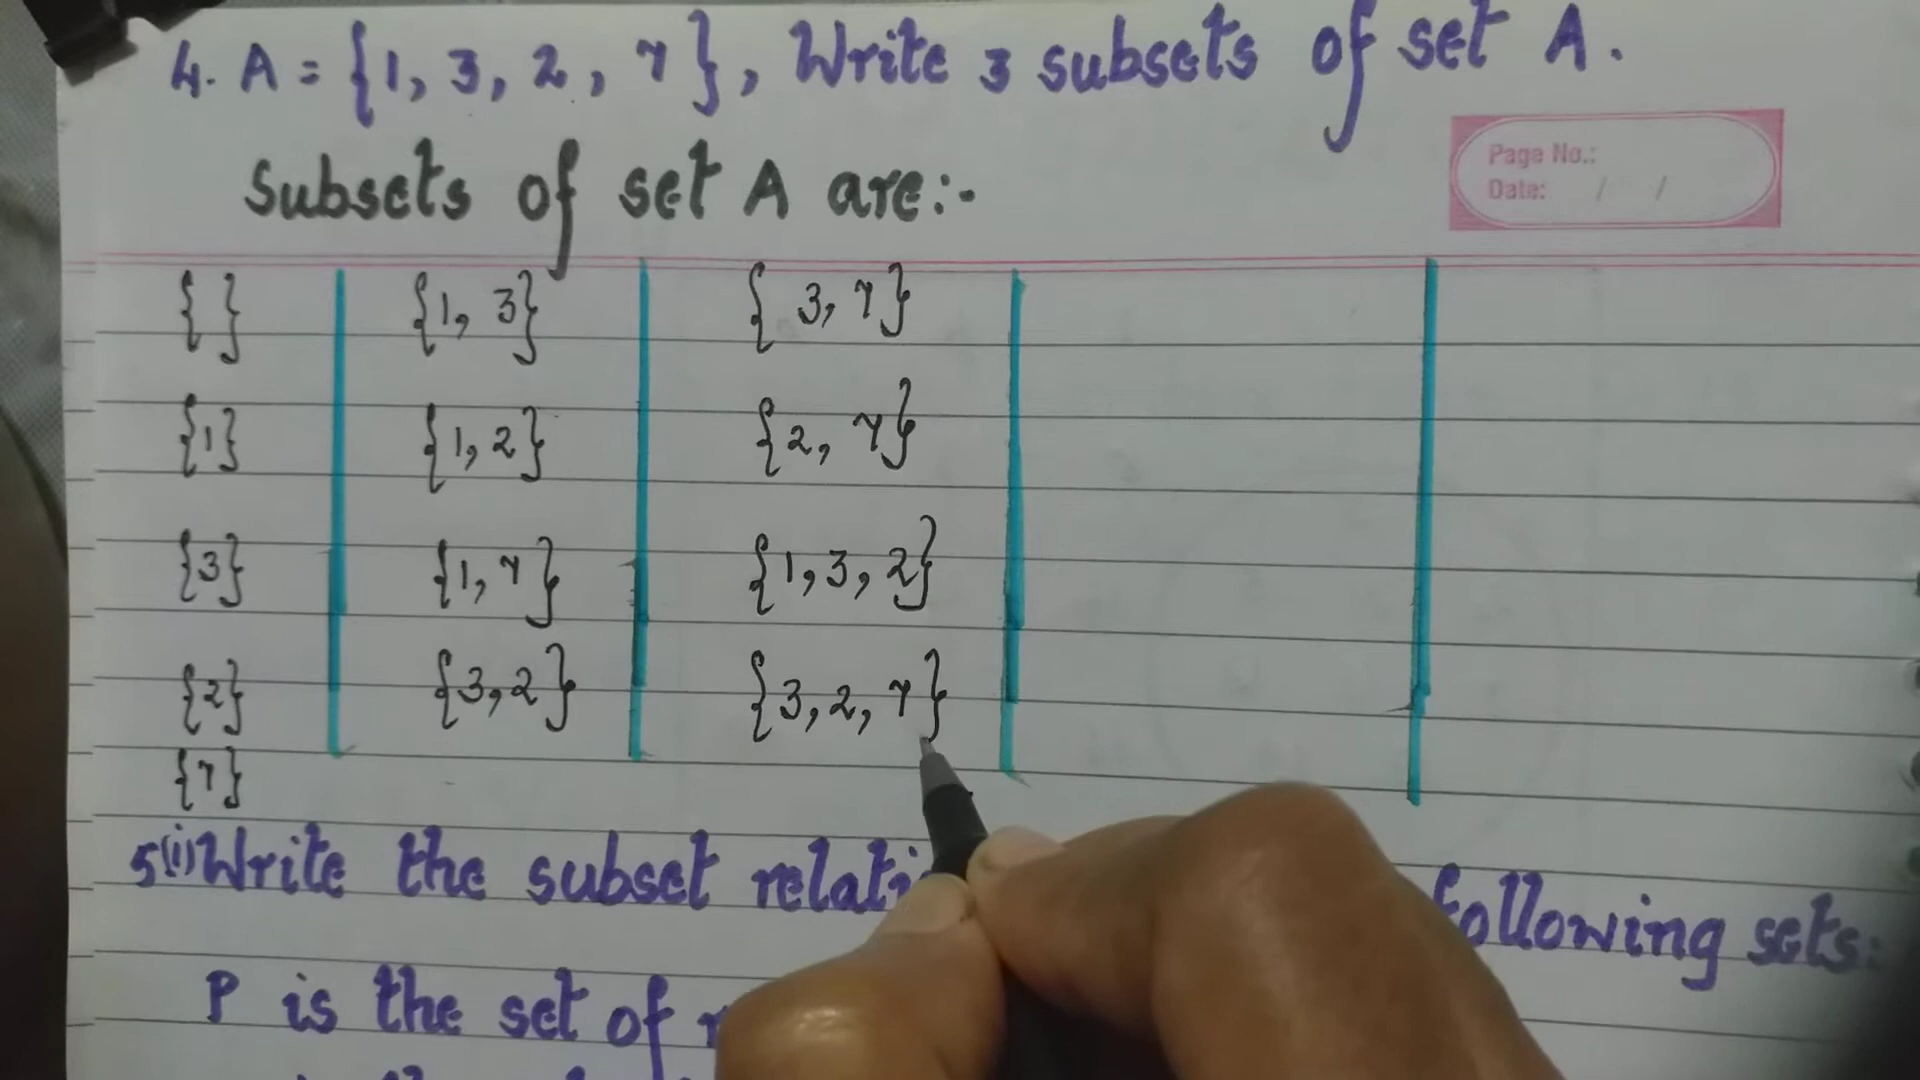 4. A = {1, 3, 2, 7}, Write 3 subsets of set A.
Page No.:
Date: / /
Subsets of set A are:-
{ } {1, 3} {3, 7}
{1} {1, 2} {2, 7}
{3} {1, 7} {1, 3, 2}
{2} {3, 2} {3, 2, 7}
{7}
5(i) Write the subset following sets:
P is the set of